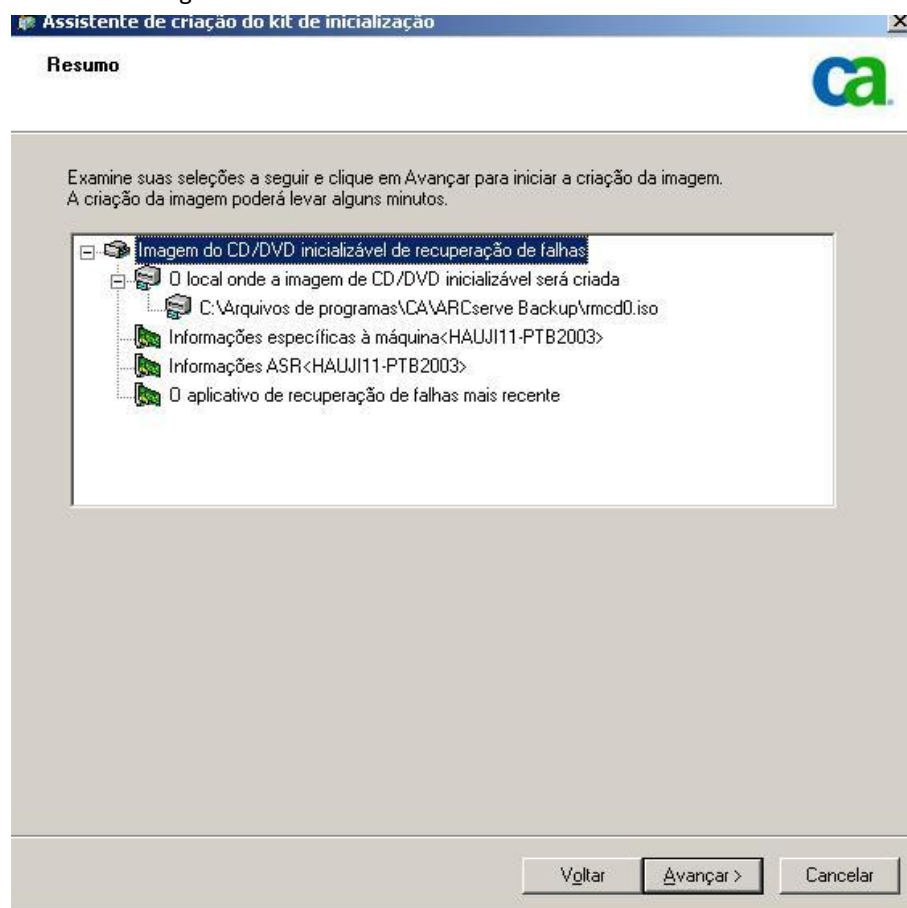 Assistente de criação do kit de inicialização
Resumo
ca
Examine suas seleções a seguir e clique em Avançar para iniciar a criação da imagem.
A criação da imagem poderá levar alguns minutos.
Imagem do CD/DVD inicializável de recuperação de falhas
O local onde a imagem de CD/DVD inicializável será criada
C:\Arquivos de programas\CA\ARCserve Backup\rmcd0.iso
Informações específicas à máquina<HAUJI11-PTB2003>
Informações ASR<HAUJI11-PTB2003>
O aplicativo de recuperação de falhas mais recente
Voltar Avançar > Cancelar